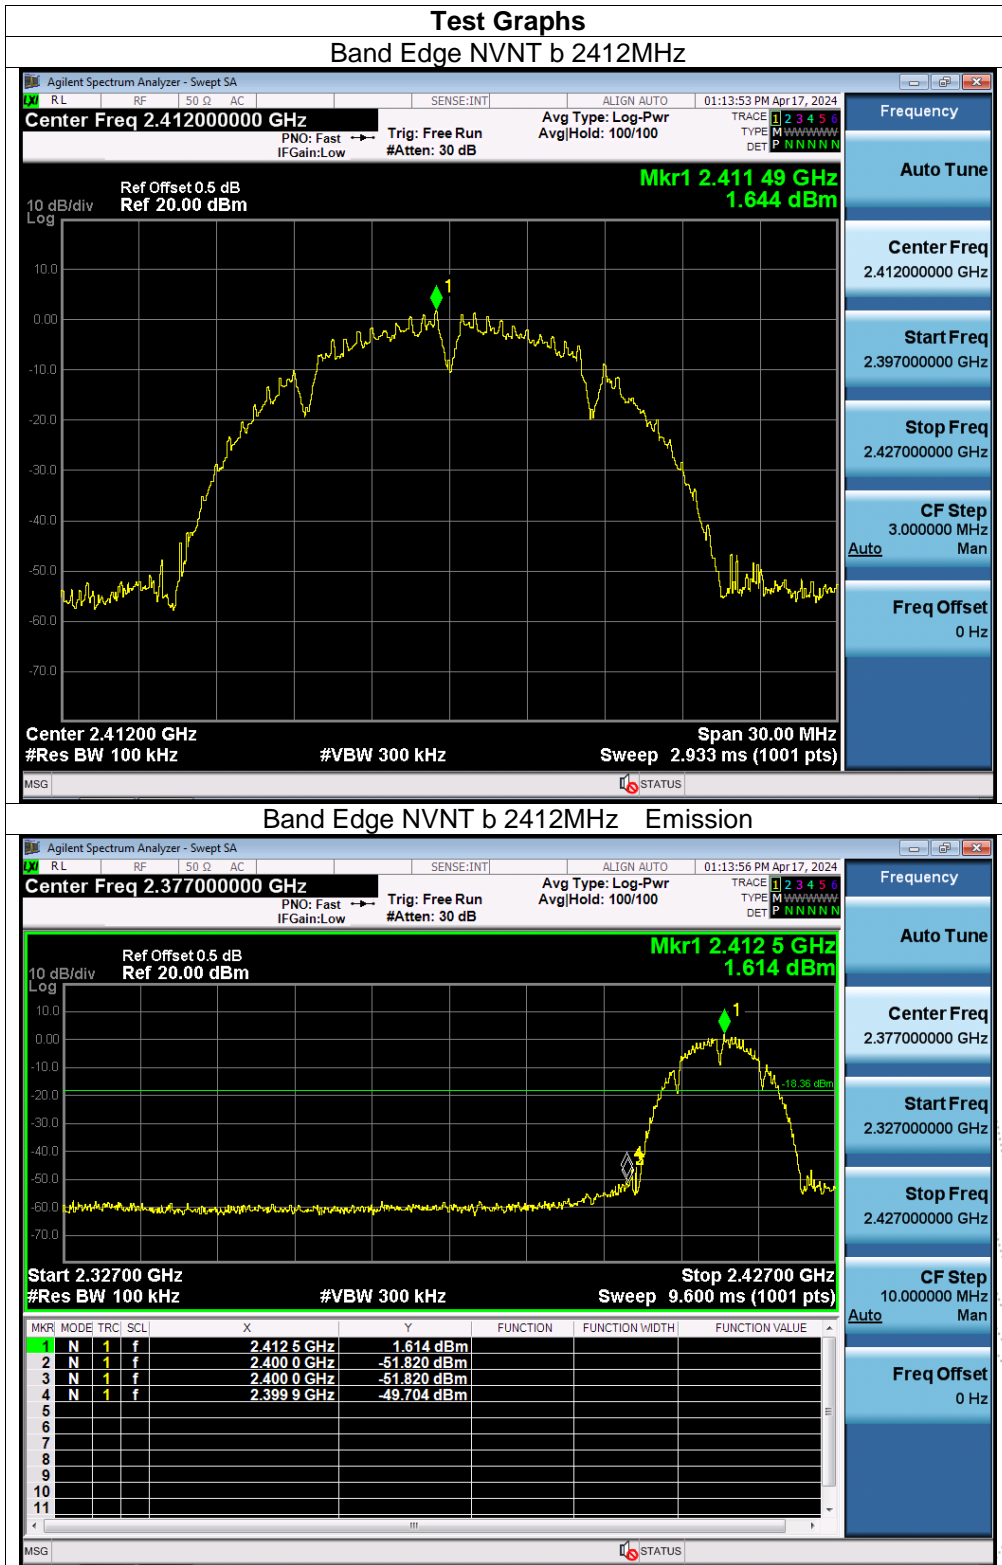 Test Graphs
Band Edge NVNT b 2412MHz
Agilent Spectrum Analyzer - Swept SA
LXI RL RF 50 Ω AC SENSE:INT ALIGN AUTO 01:13:53 PM Apr 17, 2024
Center Freq 2.412000000 GHz Avg Type: Log-Pwr TRACE 1 2 3 4 5 6
PNO: Fast Trig: Free Run Avg|Hold: 100/100 TYPE M WWWWW
IFGain:Low #Atten: 30 dB DET P N N N N N
Frequency
Auto Tune
Mkr1 2.411 49 GHz
1.644 dBm
Ref Offset 0.5 dB
10 dB/div Ref 20.00 dBm
Log
10.0
0.00
-10.0
-20.0
-30.0
-40.0
-50.0
-60.0
-70.0
1
Center Freq
2.412000000 GHz
Start Freq
2.397000000 GHz
Stop Freq
2.427000000 GHz
CF Step
3.000000 MHz
Auto Man
Freq Offset
0 Hz
Center 2.41200 GHz Span 30.00 MHz
#Res BW 100 kHz #VBW 300 kHz Sweep 2.933 ms (1001 pts)
MSG STATUS
Band Edge NVNT b 2412MHz Emission
Agilent Spectrum Analyzer - Swept SA
LXI RL RF 50 Ω AC SENSE:INT ALIGN AUTO 01:13:56 PM Apr 17, 2024
Center Freq 2.377000000 GHz Avg Type: Log-Pwr TRACE 1 2 3 4 5 6
PNO: Fast Trig: Free Run Avg|Hold: 100/100 TYPE M WWWWW
IFGain:Low #Atten: 30 dB DET P N N N N N
Frequency
Auto Tune
Mkr1 2.412 5 GHz
1.614 dBm
Ref Offset 0.5 dB
10 dB/div Ref 20.00 dBm
Log
10.0
0.00
-10.0
-20.0
-30.0
-40.0
-50.0
-60.0
-70.0
1
-18.36 dBm
4
Center Freq
2.377000000 GHz
Start Freq
2.327000000 GHz
Stop Freq
2.427000000 GHz
CF Step
10.000000 MHz
Auto Man
Freq Offset
0 Hz
Start 2.32700 GHz Stop 2.42700 GHz
#Res BW 100 kHz #VBW 300 kHz Sweep 9.600 ms (1001 pts)
MKR MODE TRC SCL X Y FUNCTION FUNCTION WIDTH FUNCTION VALUE
1 N 1 f 2.412 5 GHz 1.614 dBm
2 N 1 f 2.400 0 GHz -51.820 dBm
3 N 1 f 2.400 0 GHz -51.820 dBm
4 N 1 f 2.399 9 GHz -49.704 dBm
5
6
7
8
9
10
11
MSG STATUS